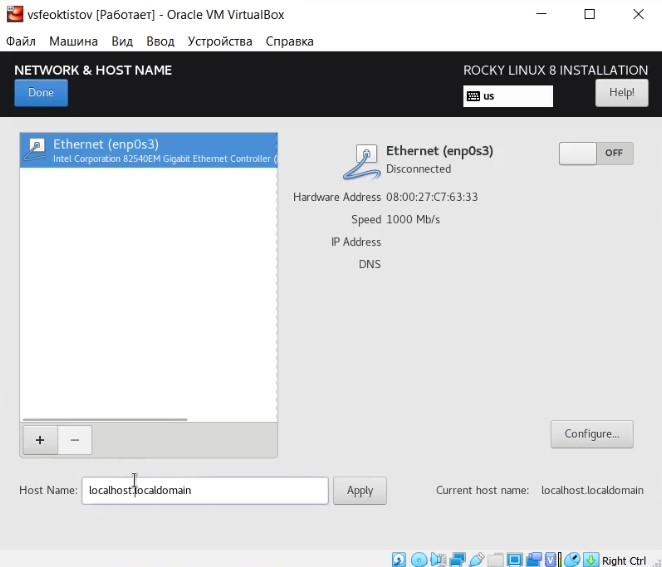 vsfeoktistov [Работает] - Oracle VM VirtualBox
Файл Машина Вид Ввод Устройства Справка
NETWORK & HOST NAME
ROCKY LINUX 8 INSTALLATION
Done
us
Help!
Ethernet (enp0s3)
Intel Corporation 82540EM Gigabit Ethernet Controller (
Ethernet (enp0s3)
Disconnected
OFF
Hardware Address 08:00:27:C7:63:33
Speed 1000 Mb/s
IP Address
DNS
+ −
Configure...
Host Name: localhost.localdomain Apply Current host name: localhost.localdomain
Right Ctrl